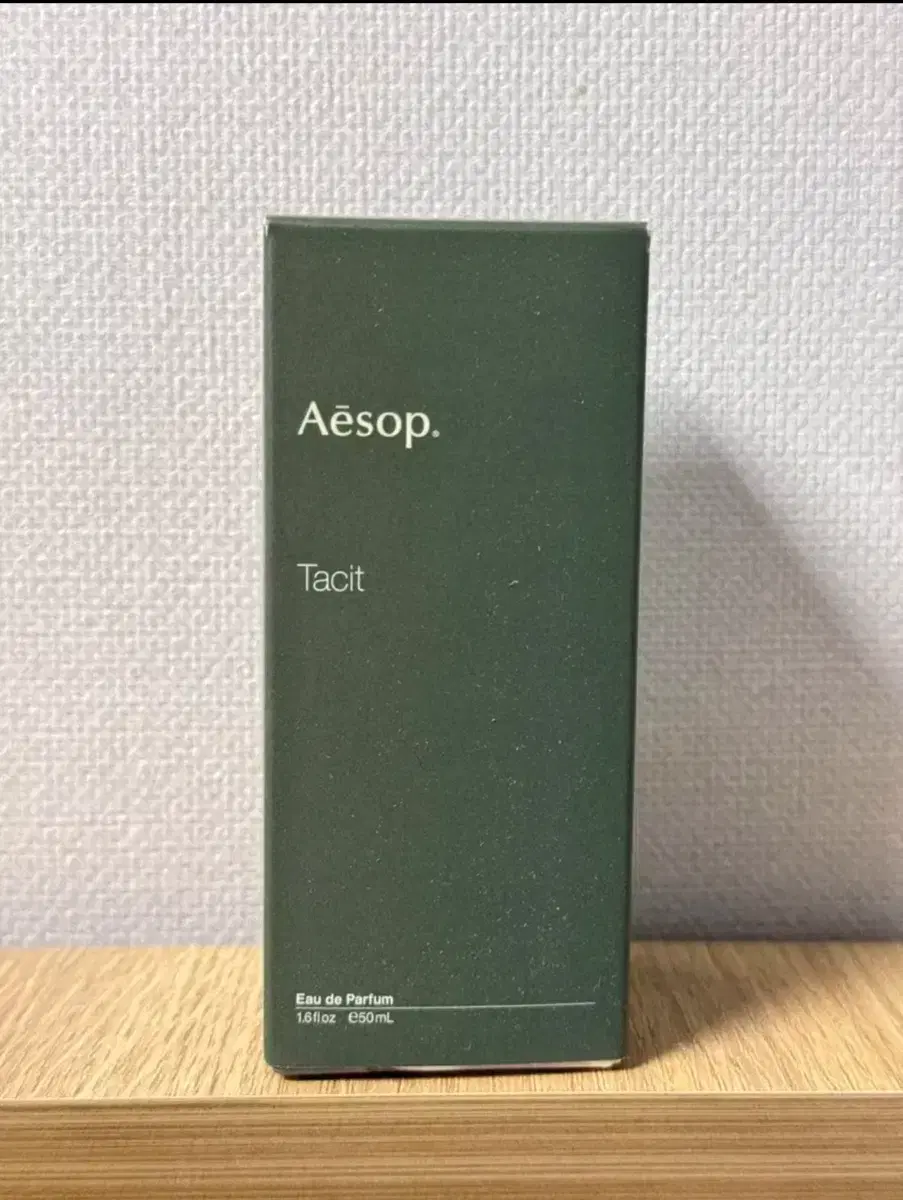 Aēsop.
Tacit
Eau de Parfum
1.6 fl oz ℮50 mL